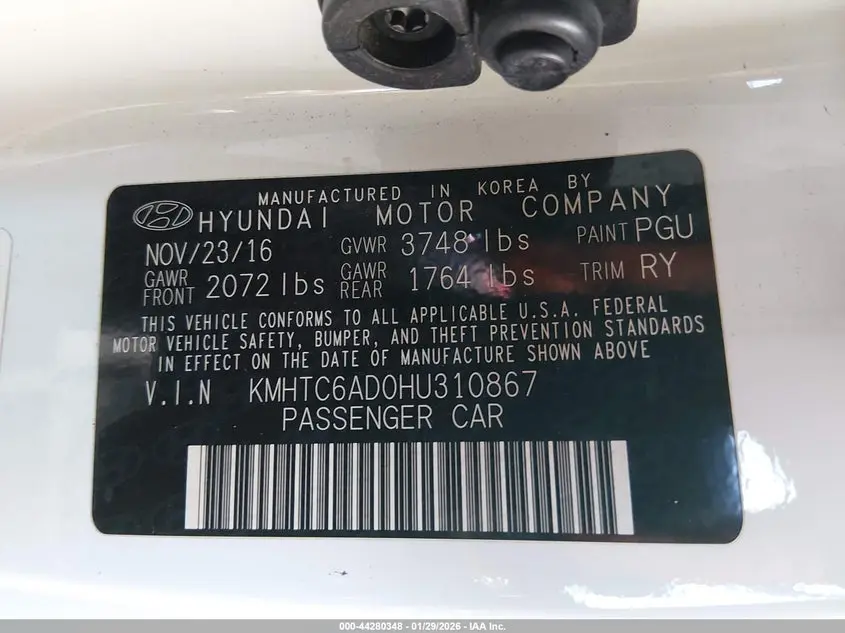 MANUFACTURED IN KOREA BY
HYUNDAI MOTOR COMPANY
NOV/23/16 GVWR 3748 lbs PAINT PGU
GAWR FRONT 2072 lbs GAWR REAR 1764 lbs TRIM RY
THIS VEHICLE CONFORMS TO ALL APPLICABLE U.S.A. FEDERAL
MOTOR VEHICLE SAFETY, BUMPER, AND THEFT PREVENTION STANDARDS
IN EFFECT ON THE DATE OF MANUFACTURE SHOWN ABOVE
V.I.N KMHTC6AD0HU310867
PASSENGER CAR
000-44280348 | 01/29/2026 - IAA Inc.